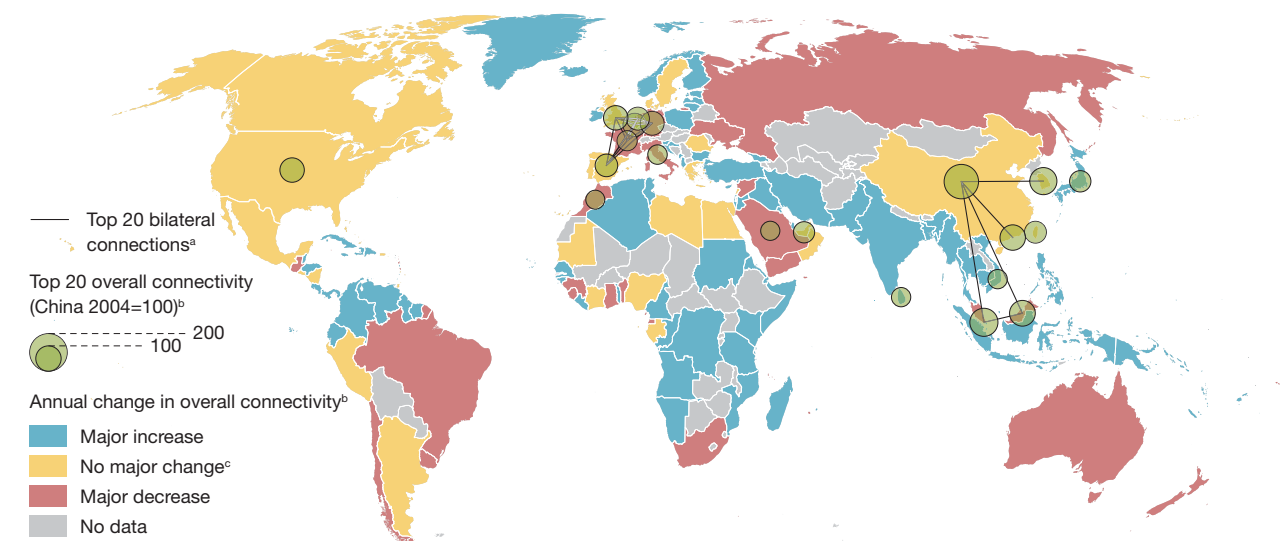 Top 20 bilateral
connectionsᵃ
Top 20 overall connectivity
(China 2004=100)ᵇ
200
100
Annual change in overall connectivityᵇ
Major increase
No major changeᶜ
Major decrease
No data